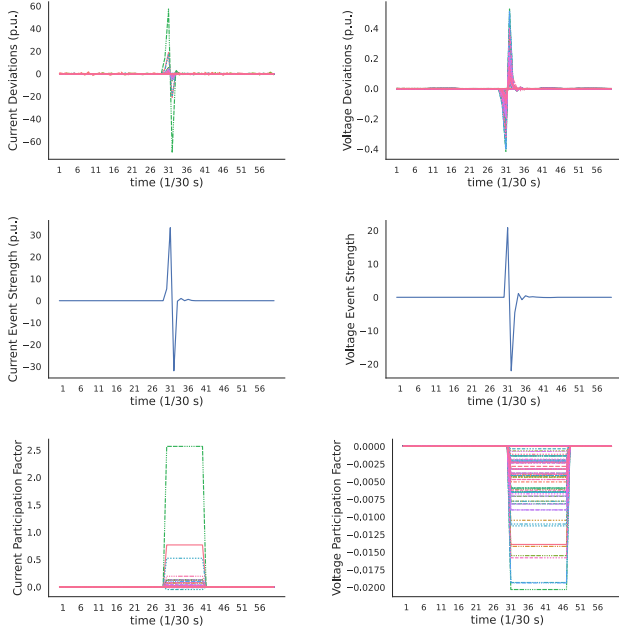 Current Deviations (p.u.)
60
40
20
0
−20
−40
−60
1 6 11 16 21 26 31 36 41 46 51 56
time (1/30 s)
Voltage Deviations (p.u.)
0.4
0.2
0.0
−0.2
−0.4
1 6 11 16 21 26 31 36 41 46 51 56
time (1/30 s)
Current Event Strength (p.u.)
30
20
10
0
−10
−20
−30
1 6 11 16 21 26 31 36 41 46 51 56
time (1/30 s)
Voltage Event Strength
20
10
0
−10
−20
1 6 11 16 21 26 31 36 41 46 51 56
time (1/30 s)
Current Participation Factor
2.5
2.0
1.5
1.0
0.5
0.0
1 6 11 16 21 26 31 36 41 46 51 56
time (1/30 s)
Voltage Participation Factor
0.0000
−0.0025
−0.0050
−0.0075
−0.0100
−0.0125
−0.0150
−0.0175
−0.0200
1 6 11 16 21 26 31 36 41 46 51 56
time (1/30 s)